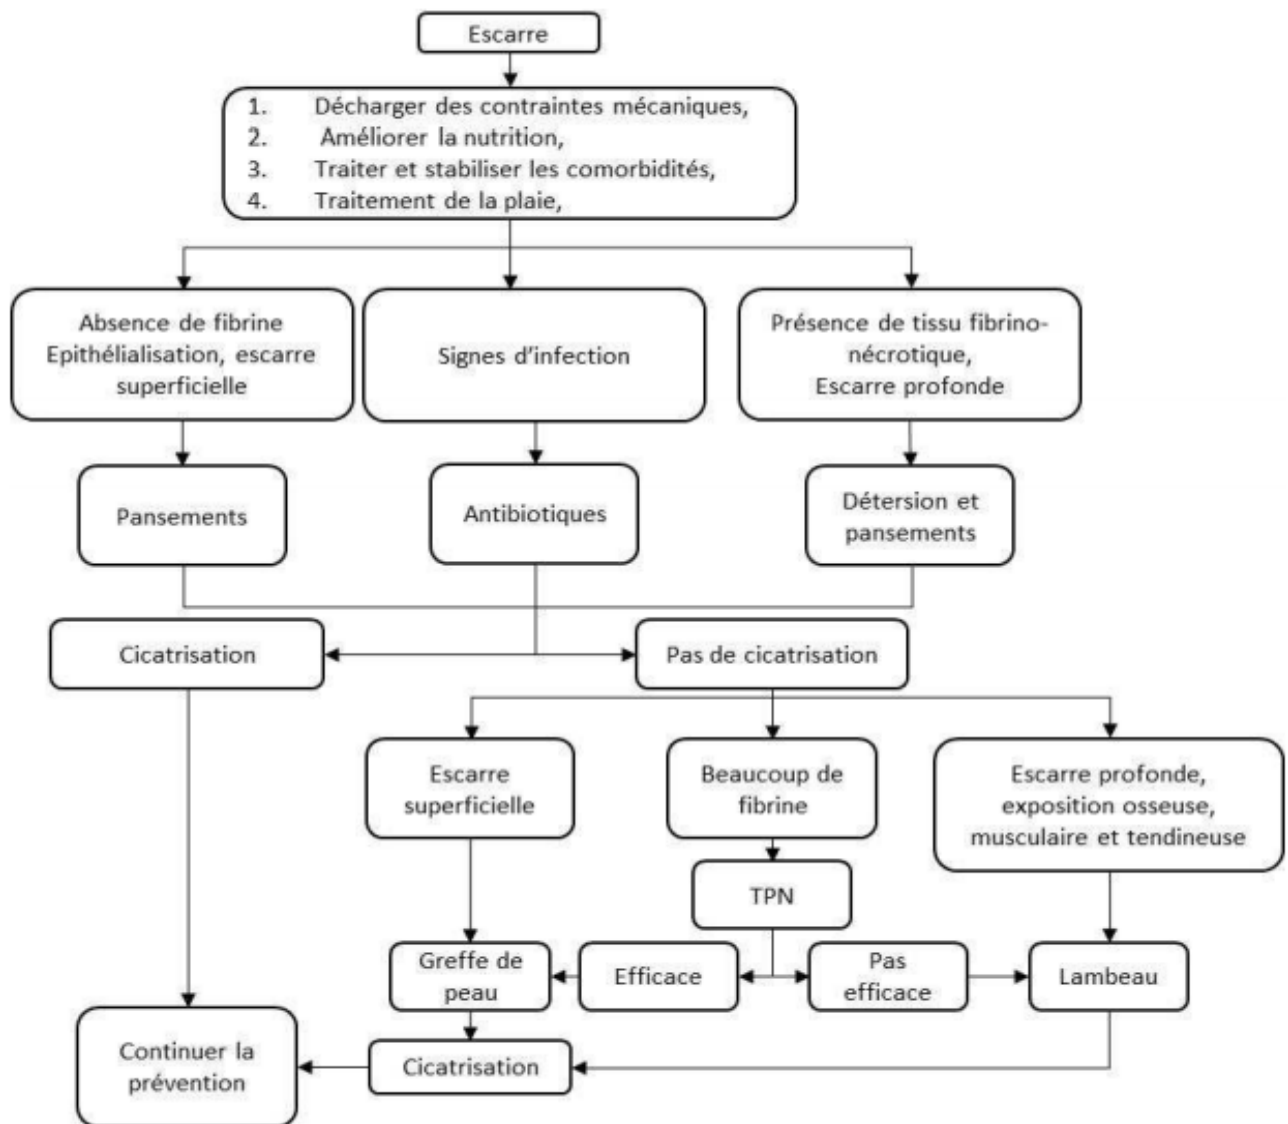 Escarre
1. Décharger des contraintes mécaniques,
2. Améliorer la nutrition,
3. Traiter et stabiliser les comorbidités,
4. Traitement de la plaie,
Absence de fibrine
Epithélialisation, escarre
superficielle
Signes d'infection
Présence de tissu fibrino-
nécrotique,
Escarre profonde
Pansements
Antibiotiques
Détersion et
pansements
Cicatrisation
Pas de cicatrisation
Escarre
superficielle
Beaucoup de
fibrine
Escarre profonde,
exposition osseuse,
musculaire et tendineuse
TPN
Greffe de
peau
Efficace
Pas
efficace
Lambeau
Continuer la
prévention
Cicatrisation